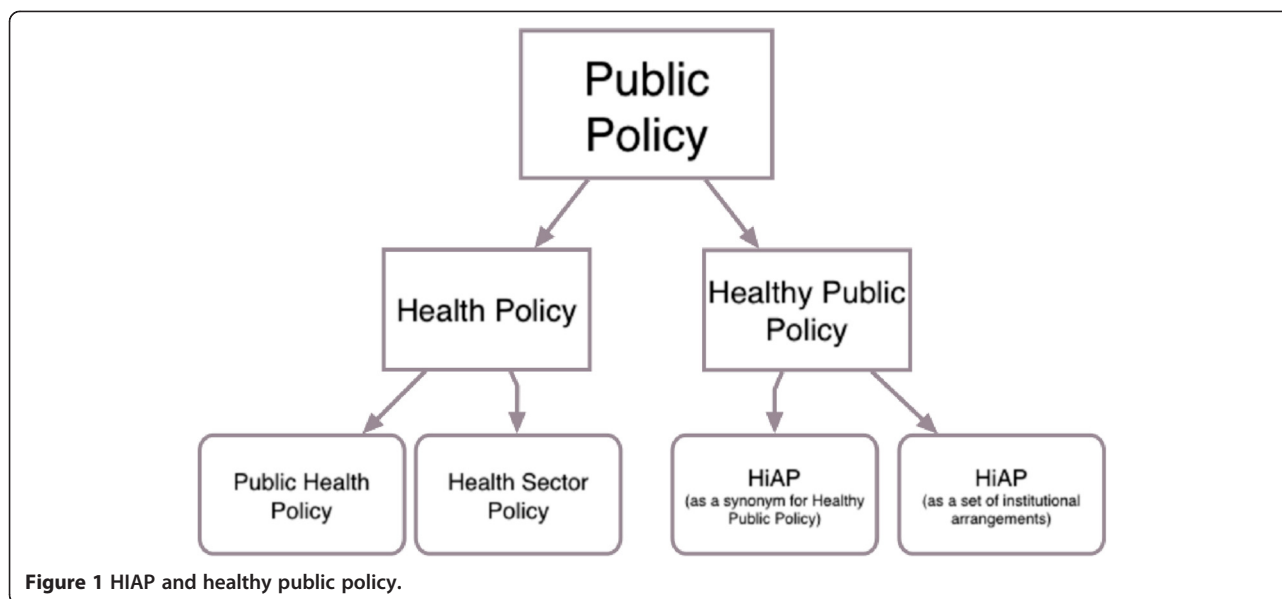 Public
Policy
Health Policy
Healthy Public
Policy
Public Health
Policy
Health Sector
Policy
HiAP
(as a synonym for Healthy
Public Policy)
HiAP
(as a set of institutional
arrangements)
Figure 1 HIAP and healthy public policy.